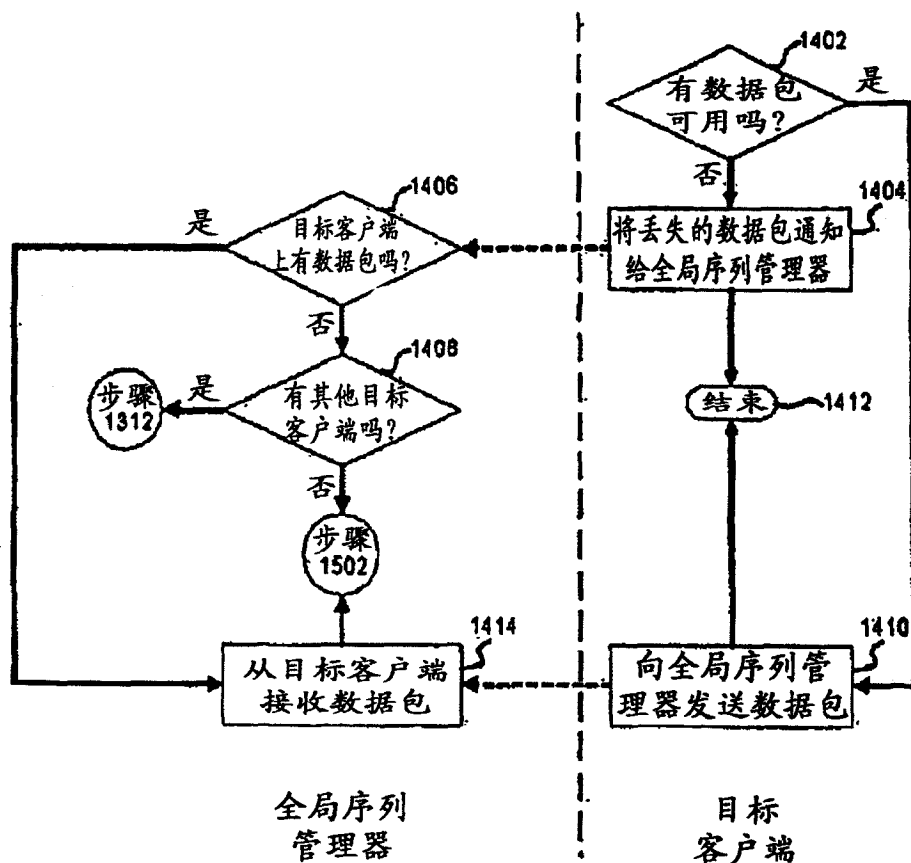 1402
有数据包
可用吗?
是
否
1404
将丢失的数据包通知
给全局序列管理器
1406
是
目标客户端
上有数据包吗?
否
1408
步骤
1312
是
有其他目标
客户端吗?
结束
1412
否
步骤
1502
1414
从目标客户端
接收数据包
1410
向全局序列管
理器发送数据包
全局序列
管理器
目标
客户端